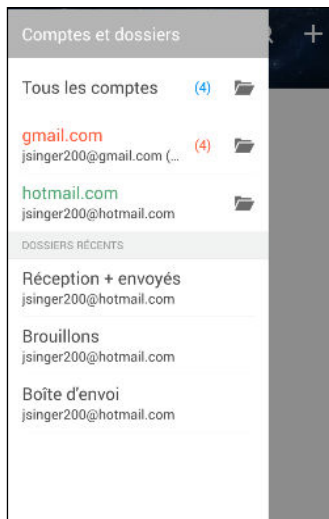 Comptes et dossiers
Tous les comptes (4)
gmail.com (4)
jsinger200@gmail.com (...
hotmail.com
jsinger200@hotmail.com
DOSSIERS RÉCENTS
Réception + envoyés
jsinger200@hotmail.com
Brouillons
jsinger200@hotmail.com
Boîte d'envoi
jsinger200@hotmail.com